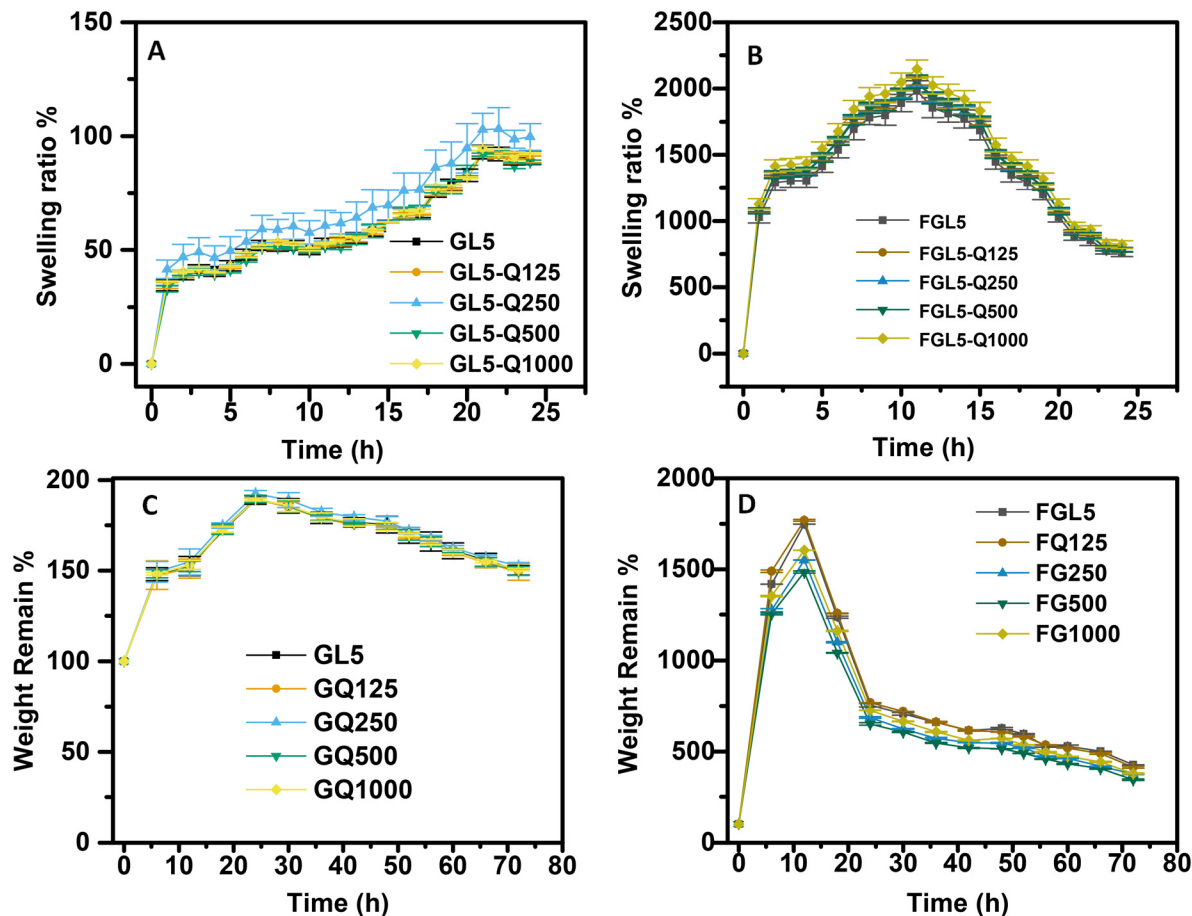 A
Swelling ratio %
150
100
50
0
GL5
GL5-Q125
GL5-Q250
GL5-Q500
GL5-Q1000
0 5 10 15 20 25
Time (h)
B
Swelling ratio %
2500
2000
1500
1000
500
0
FGL5
FGL5-Q125
FGL5-Q250
FGL5-Q500
FGL5-Q1000
0 5 10 15 20 25
Time (h)
C
Weight Remain %
200
150
100
50
0
GL5
GQ125
GQ250
GQ500
GQ1000
0 10 20 30 40 50 60 70 80
Time (h)
D
Weight Remain %
2000
1500
1000
500
0
FGL5
FQ125
FG250
FG500
FG1000
0 10 20 30 40 50 60 70 80
Time (h)